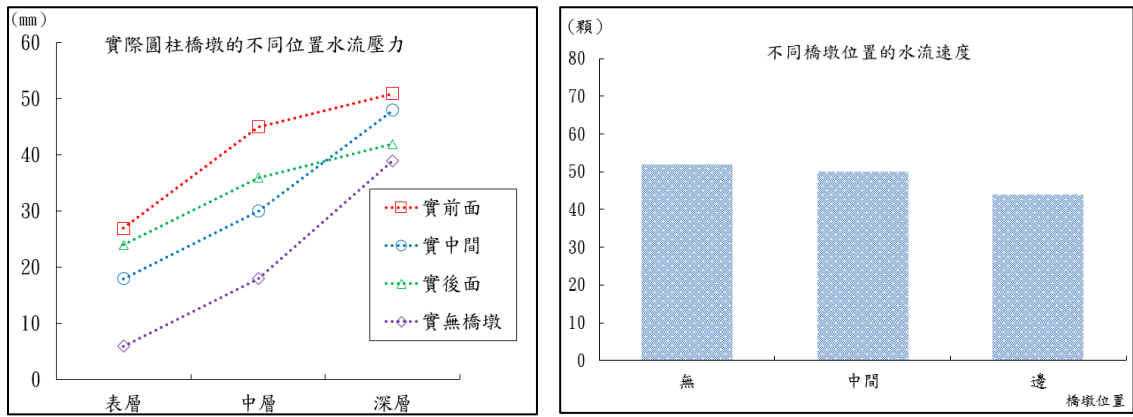 (mm)
實際圓柱橋墩的不同位置水流壓力
60
50
40
30
20
10
0
表層
中層
深層
實前面
實中間
實後面
實無橋墩
(顆)
不同橋墩位置的水流速度
80
70
60
50
40
30
20
10
0
無
中間
邊
橋墩位置